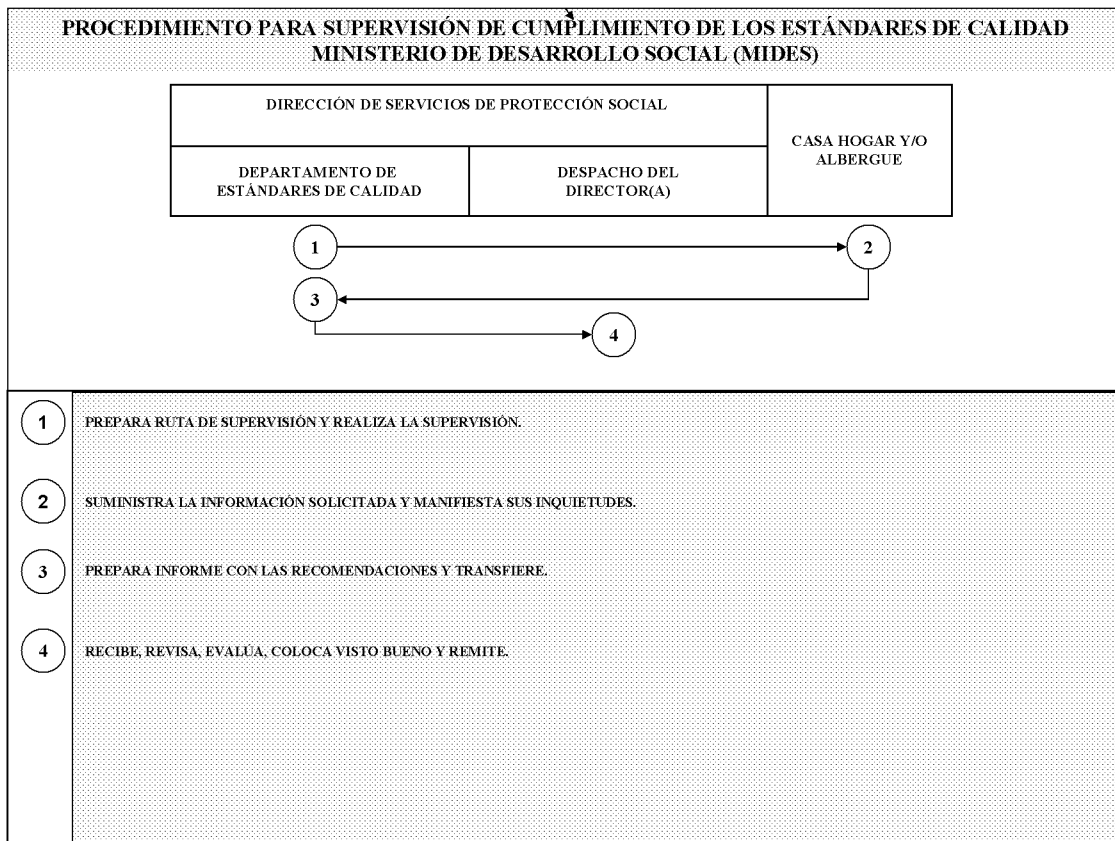 PROCEDIMIENTO PARA SUPERVISIÓN DE CUMPLIMIENTO DE LOS ESTÁNDARES DE CALIDAD
MINISTERIO DE DESARROLLO SOCIAL (MIDES)
DIRECCIÓN DE SERVICIOS DE PROTECCIÓN SOCIAL
CASA HOGAR Y/O
ALBERGUE
DEPARTAMENTO DE
ESTÁNDARES DE CALIDAD
DESPACHO DEL
DIRECTOR(A)
1
2
3
4
1 PREPARA RUTA DE SUPERVISIÓN Y REALIZA LA SUPERVISIÓN.
2 SUMINISTRA LA INFORMACIÓN SOLICITADA Y MANIFIESTA SUS INQUIETUDES.
3 PREPARA INFORME CON LAS RECOMENDACIONES Y TRANSFIERE.
4 RECIBE, REVISA, EVALÚA, COLOCA VISTO BUENO Y REMITE.